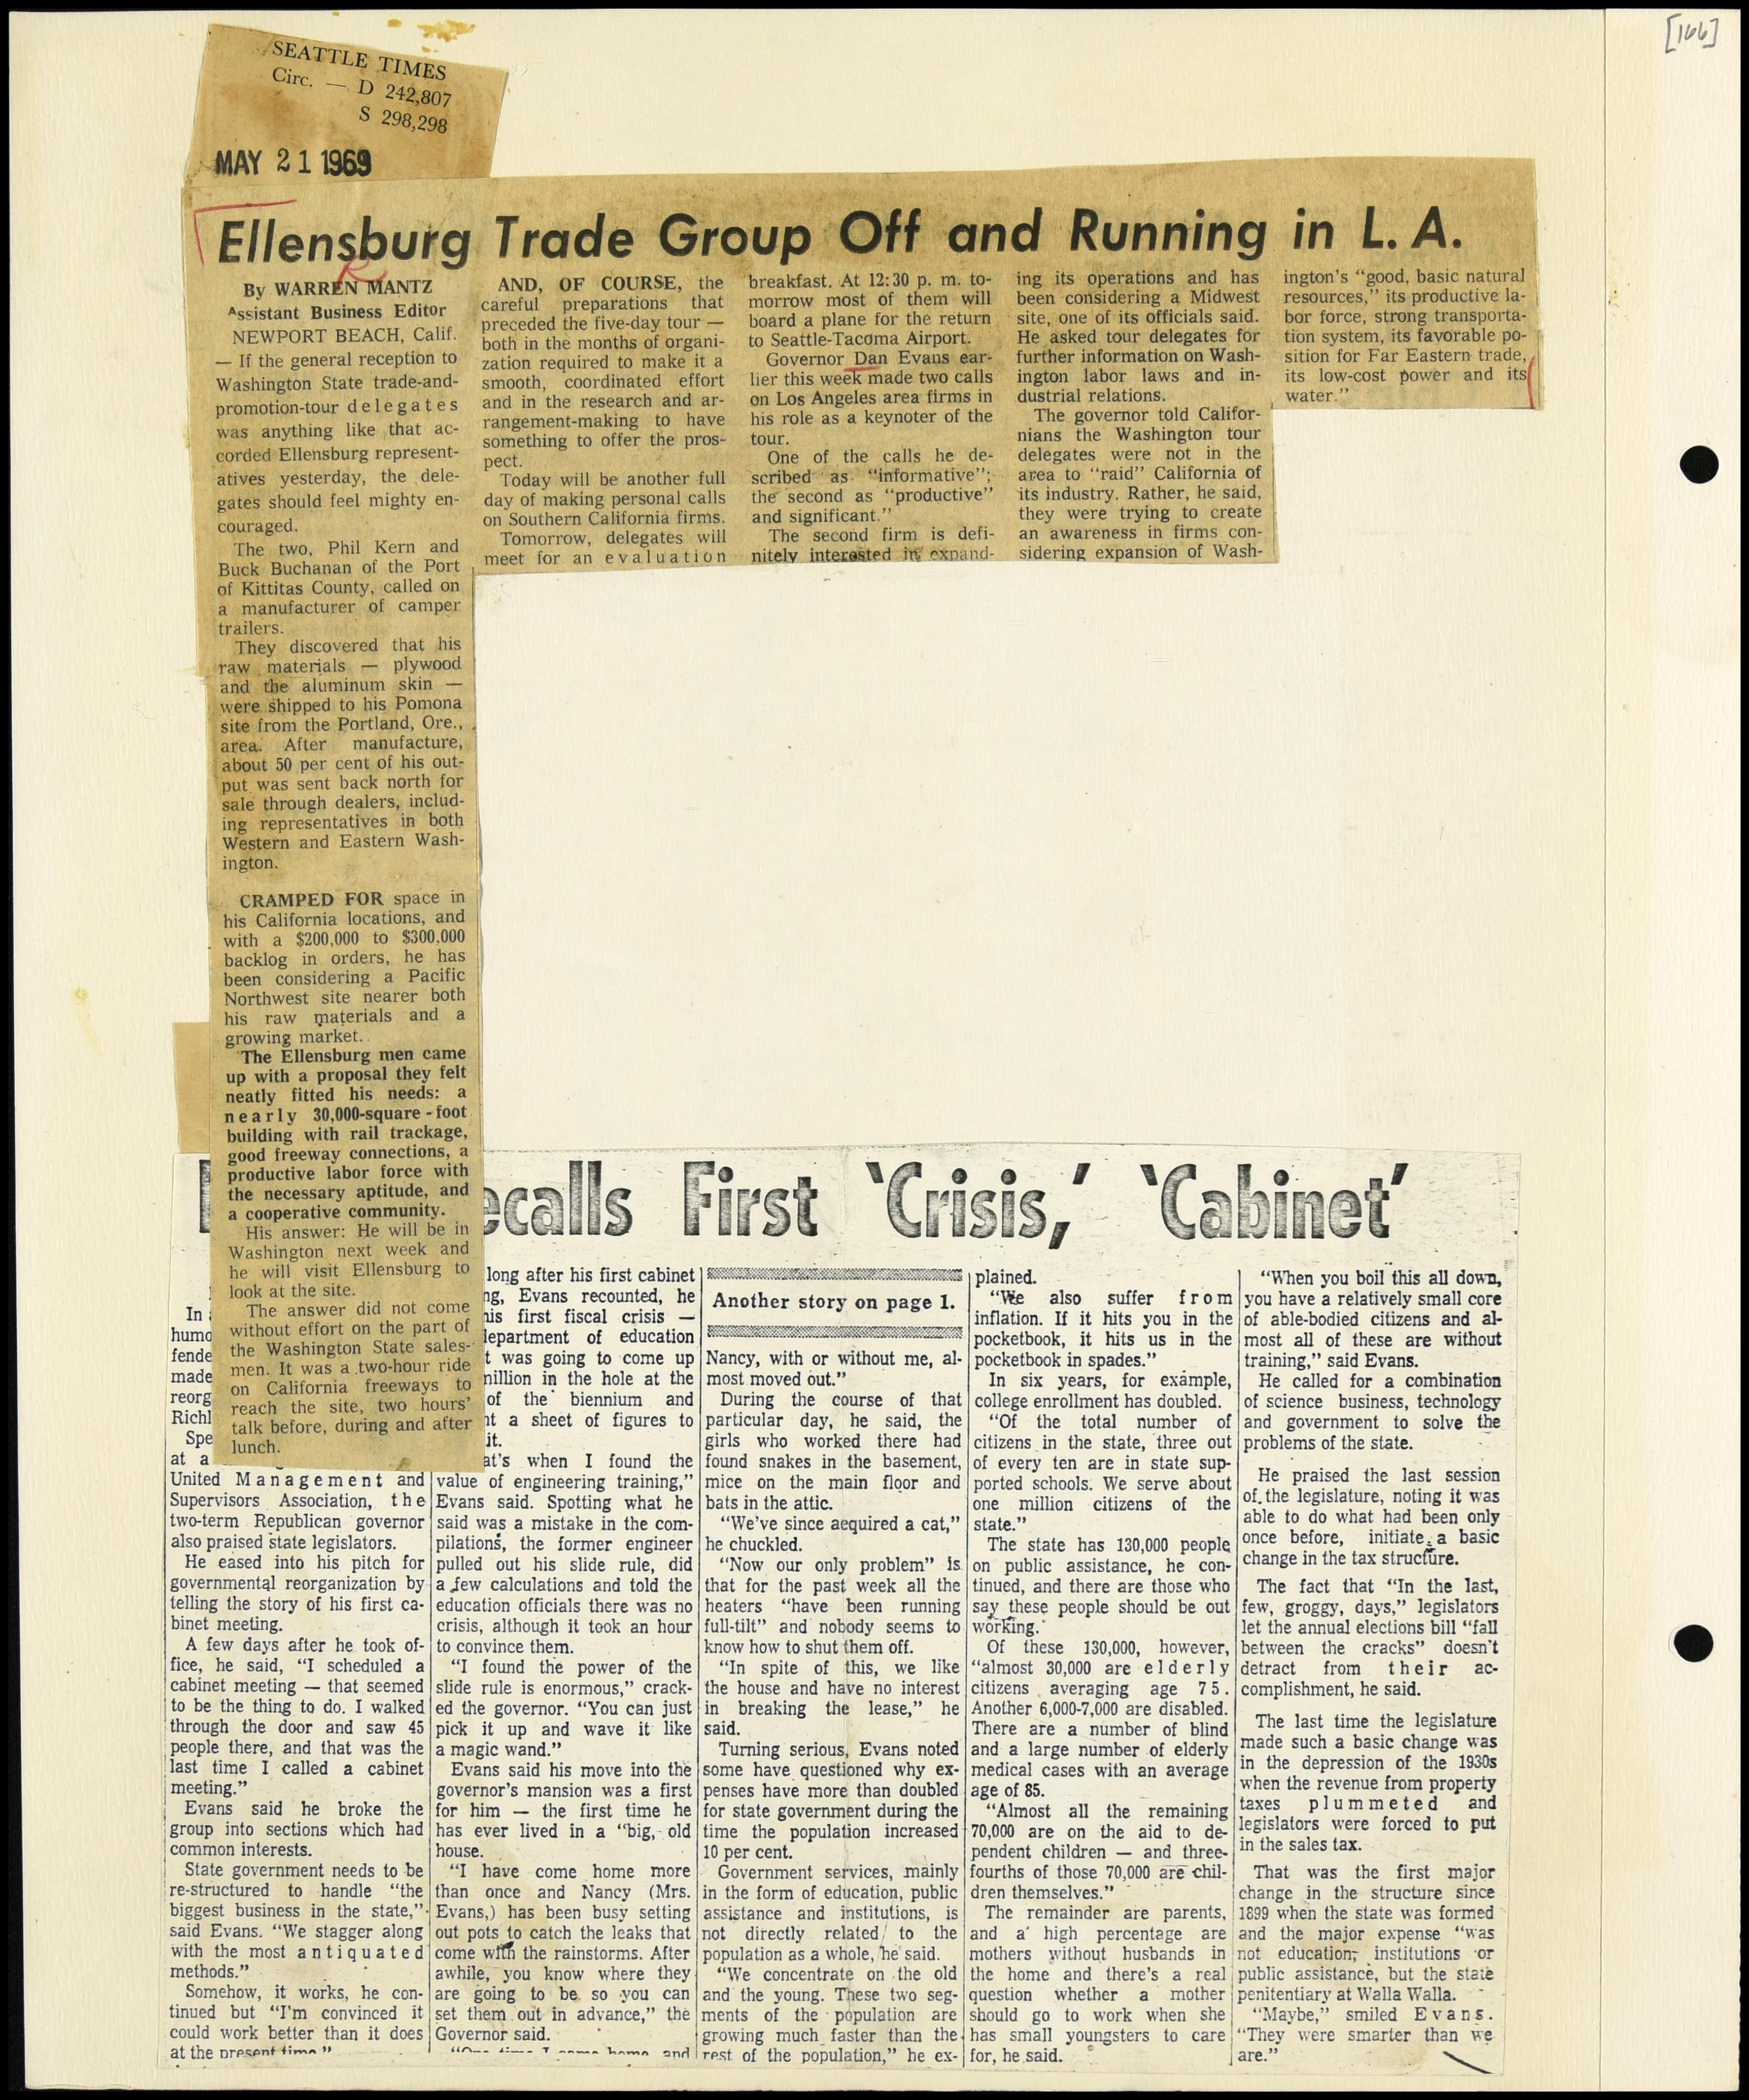 [166]
SEATTLE TIMES
Circ. — D 242,807
S 298,298
MAY 21 1969
Ellensburg Trade Group Off and Running in L. A.
R
By WARREN MANTZ
Assistant Business Editor
NEWPORT BEACH, Calif.
— If the general reception to
Washington State trade-and-
promotion-tour delegates
was anything like that ac-
corded Ellensburg represent-
atives yesterday, the dele-
gates should feel mighty en-
couraged.
The two, Phil Kern and
Buck Buchanan of the Port
of Kittitas County, called on
a manufacturer of camper
trailers.
They discovered that his
raw materials — plywood
and the aluminum skin —
were shipped to his Pomona
site from the Portland, Ore.,
area. After manufacture,
about 50 per cent of his out-
put was sent back north for
sale through dealers, includ-
ing representatives in both
Western and Eastern Wash-
ington.
CRAMPED FOR space in
his California locations, and
with a $200,000 to $300,000
backlog in orders, he has
been considering a Pacific
Northwest site nearer both
his raw materials and a
growing market.
The Ellensburg men came
up with a proposal they felt
neatly fitted his needs: a
nearly 30,000-square-foot
building with rail trackage,
good freeway connections, a
productive labor force with
the necessary aptitude, and
a cooperative community.
His answer: He will be in
Washington next week and
he will visit Ellensburg to
look at the site.
The answer did not come
without effort on the part of
the Washington State sales-
men. It was a two-hour ride
on California freeways to
reach the site, two hours'
talk before, during and after
lunch.
AND, OF COURSE, the
careful preparations that
preceded the five-day tour —
both in the months of organi-
zation required to make it a
smooth, coordinated effort
and in the research and ar-
rangement-making to have
something to offer the pros-
pect.
Today will be another full
day of making personal calls
on Southern California firms.
Tomorrow, delegates will
meet for an evaluation
breakfast. At 12:30 p. m. to-
morrow most of them will
board a plane for the return
to Seattle-Tacoma Airport.
Governor Dan Evans ear-
lier this week made two calls
on Los Angeles area firms in
his role as a keynoter of the
tour.
One of the calls he de-
scribed as "informative";
the second as "productive"
and significant."
The second firm is defi-
nitely interested in expand-
ing its operations and has
been considering a Midwest
site, one of its officials said.
He asked tour delegates for
further information on Wash-
ington labor laws and in-
dustrial relations.
The governor told Califor-
nians the Washington tour
delegates were not in the
area to "raid" California of
its industry. Rather, he said,
they were trying to create
an awareness in firms con-
sidering expansion of Wash-
ington's "good, basic natural
resources," its productive la-
bor force, strong transporta-
tion system, its favorable po-
sition for Far Eastern trade,
its low-cost power and its
water."
ecalls First 'Crisis,' 'Cabinet'
In
humo
fende
made
reorg
Richl
Spe
at a
United Management and
Supervisors Association, the
two-term Republican governor
also praised state legislators.
He eased into his pitch for
governmental reorganization by
telling the story of his first ca-
binet meeting.
A few days after he took of-
fice, he said, "I scheduled a
cabinet meeting — that seemed
to be the thing to do. I walked
through the door and saw 45
people there, and that was the
last time I called a cabinet
meeting."
Evans said he broke the
group into sections which had
common interests.
State government needs to be
re-structured to handle "the
biggest business in the state,"
said Evans. "We stagger along
with the most antiquated
methods."
Somehow, it works, he con-
tinued but "I'm convinced it
could work better than it does
at the present time."
long after his first cabinet
ng, Evans recounted, he
his first fiscal crisis —
department of education
t was going to come up
million in the hole at the
of the biennium and
nt a sheet of figures to
it.
at's when I found the
value of engineering training,"
Evans said. Spotting what he
said was a mistake in the com-
pilations, the former engineer
pulled out his slide rule, did
a few calculations and told the
education officials there was no
crisis, although it took an hour
to convince them.
"I found the power of the
slide rule is enormous," crack-
ed the governor. "You can just
pick it up and wave it like
a magic wand."
Evans said his move into the
governor's mansion was a first
for him — the first time he
has ever lived in a "big, old
house.
"I have come home more
than once and Nancy (Mrs.
Evans,) has been busy setting
out pots to catch the leaks that
come with the rainstorms. After
awhile, you know where they
are going to be so you can
set them out in advance," the
Governor said.
"One time I came home and
Another story on page 1.
Nancy, with or without me, al-
most moved out."
During the course of that
particular day, he said, the
girls who worked there had
found snakes in the basement,
mice on the main floor and
bats in the attic.
"We've since aequired a cat,"
he chuckled.
"Now our only problem" is
that for the past week all the
heaters "have been running
full-tilt" and nobody seems to
know how to shut them off.
"In spite of this, we like
the house and have no interest
in breaking the lease," he
said.
Turning serious, Evans noted
some have questioned why ex-
penses have more than doubled
for state government during the
time the population increased
10 per cent.
Government services, mainly
in the form of education, public
assistance and institutions, is
not directly related to the
population as a whole, he said.
"We concentrate on the old
and the young. These two seg-
ments of the population are
growing much faster than the
rest of the population," he ex-
plained.
"We also suffer from
inflation. If it hits you in the
pocketbook, it hits us in the
pocketbook in spades."
In six years, for example,
college enrollment has doubled.
"Of the total number of
citizens in the state, three out
of every ten are in state sup-
ported schools. We serve about
one million citizens of the
state."
The state has 130,000 people
on public assistance, he con-
tinued, and there are those who
say these people should be out
working.
Of these 130,000, however,
"almost 30,000 are elderly
citizens averaging age 75.
Another 6,000-7,000 are disabled.
There are a number of blind
and a large number of elderly
medical cases with an average
age of 85.
"Almost all the remaining
70,000 are on the aid to de-
pendent children — and three-
fourths of those 70,000 are chil-
dren themselves."
The remainder are parents,
and a high percentage are
mothers without husbands in
the home and there's a real
question whether a mother
should go to work when she
has small youngsters to care
for, he said.
"When you boil this all down,
you have a relatively small core
of able-bodied citizens and al-
most all of these are without
training," said Evans.
He called for a combination
of science business, technology
and government to solve the
problems of the state.
He praised the last session
of the legislature, noting it was
able to do what had been only
once before, initiate a basic
change in the tax structure.
The fact that "In the last,
few, groggy, days," legislators
let the annual elections bill "fall
between the cracks" doesn't
detract from their ac-
complishment, he said.
The last time the legislature
made such a basic change was
in the depression of the 1930s
when the revenue from property
taxes plummeted and
legislators were forced to put
in the sales tax.
That was the first major
change in the structure since
1899 when the state was formed
and the major expense "was
not education, institutions or
public assistance, but the state
penitentiary at Walla Walla.
"Maybe," smiled Evans.
"They were smarter than we
are."